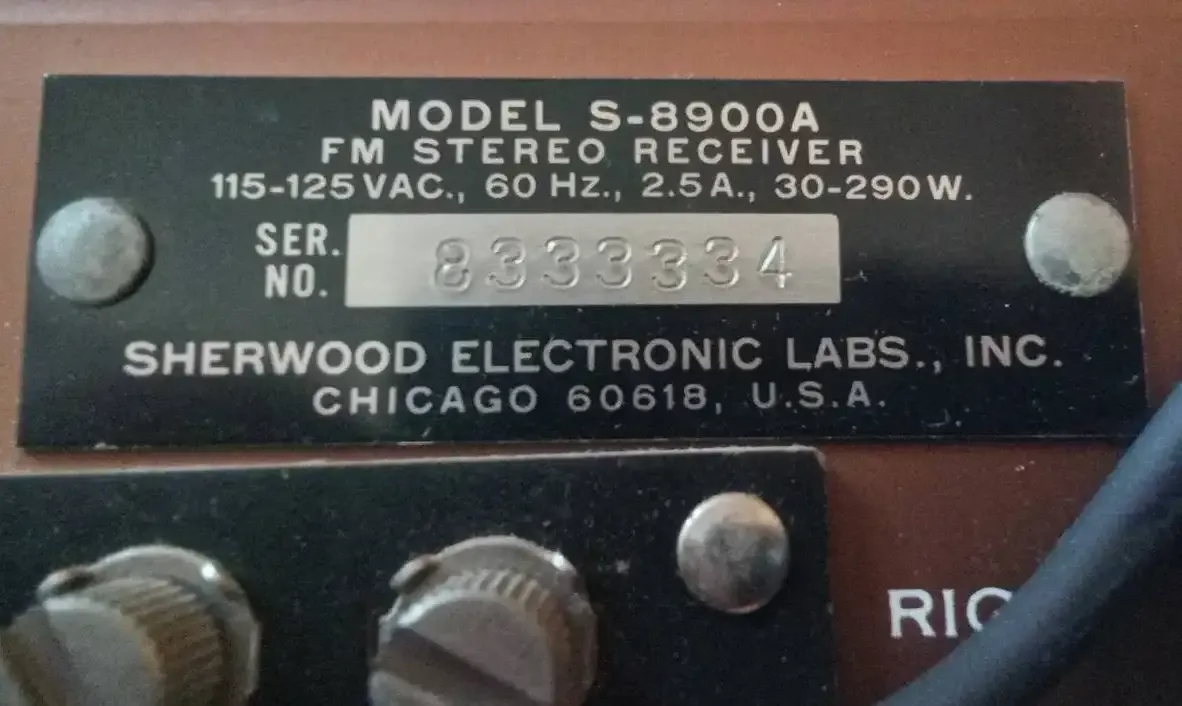 MODEL S-8900A
FM STEREO RECEIVER
115-125 VAC., 60 Hz., 2.5 A., 30-290 W.
SER. NO. 8333334
SHERWOOD ELECTRONIC LABS., INC.
CHICAGO 60618, U.S.A.